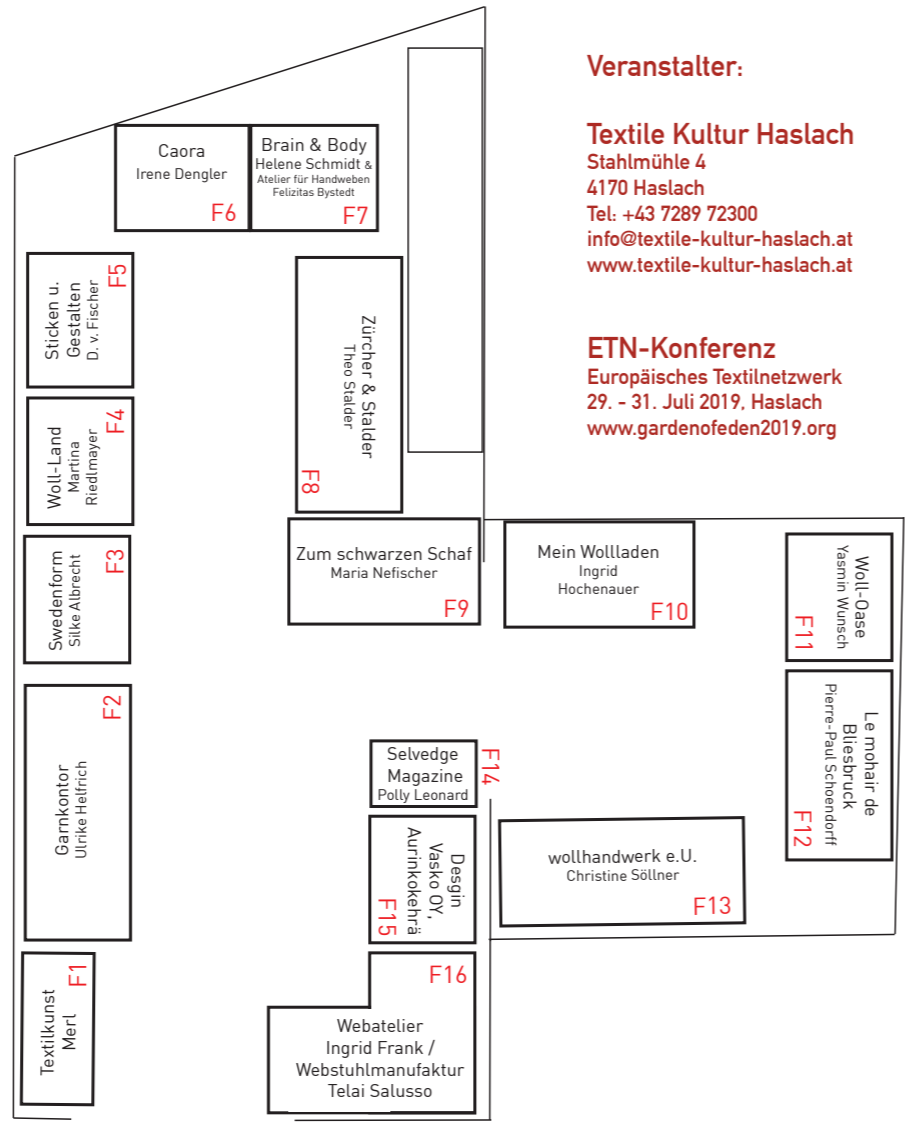 Veranstalter:
Textile Kultur Haslach
Stahlmühle 4
4170 Haslach
Tel: +43 7289 72300
info@textile-kultur-haslach.at
www.textile-kultur-haslach.at
ETN-Konferenz
Europäisches Textilnetzwerk
29. - 31. Juli 2019, Haslach
www.gardenofeden2019.org
Caora
Irene Dengler
F6
Brain & Body
Helene Schmidt &
Atelier für Handweben
Felizitas Bystedt
F7
Sticken u.
Gestalten
D. v. Fischer
F5
Woll-Land
Martina
Riedlmayer
F4
Swedenform
Silke Albrecht
F3
Garnkontor
Ulrike Helfrich
F2
Textilkunst
Merl
F1
Zürcher & Stalder
Theo Stalder
F8
Zum schwarzen Schaf
Maria Nefischer
F9
Mein Wollladen
Ingrid
Hochenauer
F10
Woll-Oase
Yasmin Wunsch
F11
Le mohair de
Bliesbruck
Pierre-Paul Schoendorff
F12
wollhandwerk e.U.
Christine Söllner
F13
Selvedge
Magazine
Polly Leonard
F14
Desgin
Vasko OY,
Aurinkokehrä
F15
F16
Webatelier
Ingrid Frank /
Webstuhlmanufaktur
Telai Salusso